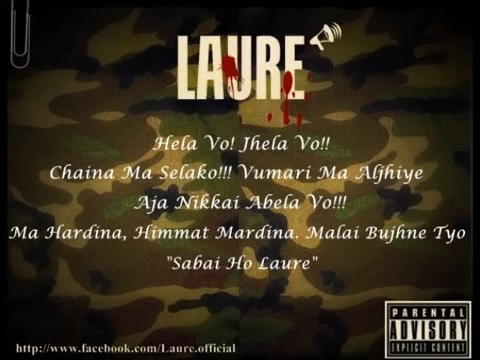 LAURE
Hela Vo! Jhela Vo!!
Chaina Ma Selako!!! Vumari Ma Aljhiye
Aja Nikkai Abela Vo!!!
Ma Hardina, Himmat Mardina. Malai Bujhne Tyo
"Sabai Ho Laure"
PARENTAL
ADVISORY
EXPLICIT CONTENT
http://www.facebook.com/Laure.official